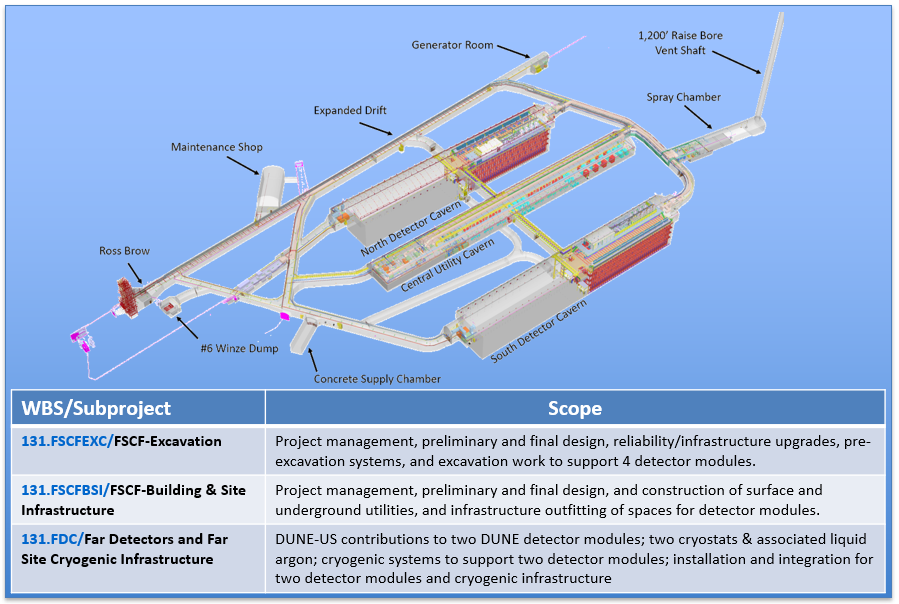 Generator Room
1,200' Raise Bore
Vent Shaft
Spray Chamber
Expanded Drift
Maintenance Shop
North Detector Cavern
Central Utility Cavern
South Detector Cavern
Ross Brow
#6 Winze Dump
Concrete Supply Chamber
WBS/Subproject
Scope
131.FSCFEXC/FSCF-Excavation
Project management, preliminary and final design, reliability/infrastructure upgrades, pre-
excavation systems, and excavation work to support 4 detector modules.
131.FSCFBSI/FSCF-Building & Site
Infrastructure
Project management, preliminary and final design, and construction of surface and
underground utilities, and infrastructure outfitting of spaces for detector modules.
131.FDC/Far Detectors and Far
Site Cryogenic Infrastructure
DUNE-US contributions to two DUNE detector modules; two cryostats & associated liquid
argon; cryogenic systems to support two detector modules; installation and integration for
two detector modules and cryogenic infrastructure